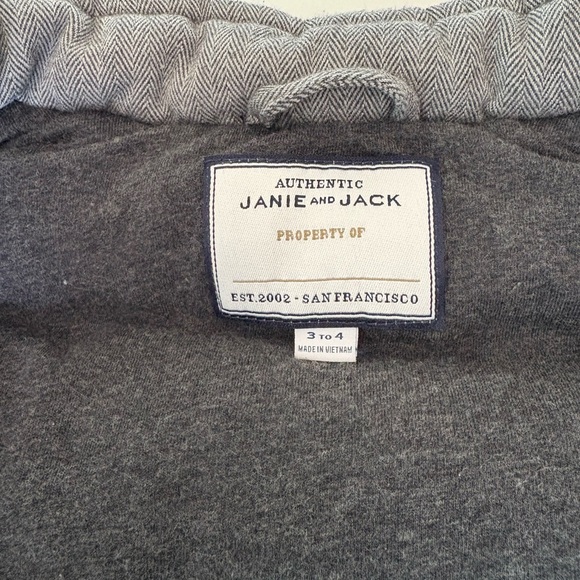 AUTHENTIC
JANIE AND JACK
PROPERTY OF
EST. 2002 - SAN FRANCISCO
3 TO 4
MADE IN VIETNAM